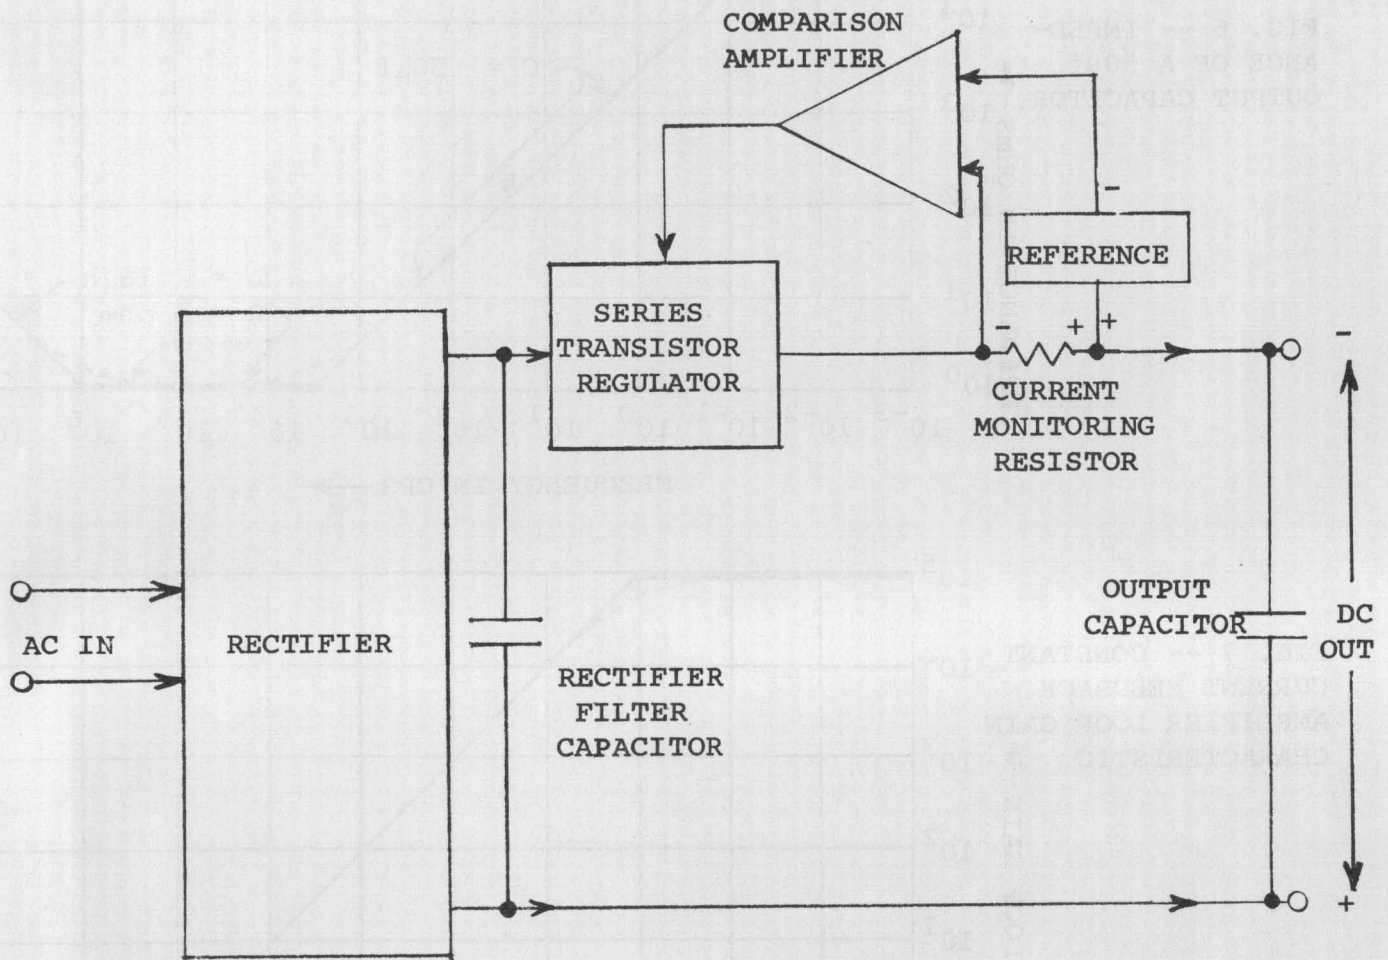 COMPARISON
AMPLIFIER
-
REFERENCE
SERIES
TRANSISTOR
REGULATOR
- + +
CURRENT
MONITORING
RESISTOR
-
AC IN
RECTIFIER
RECTIFIER
FILTER
CAPACITOR
OUTPUT
CAPACITOR
DC
OUT
+